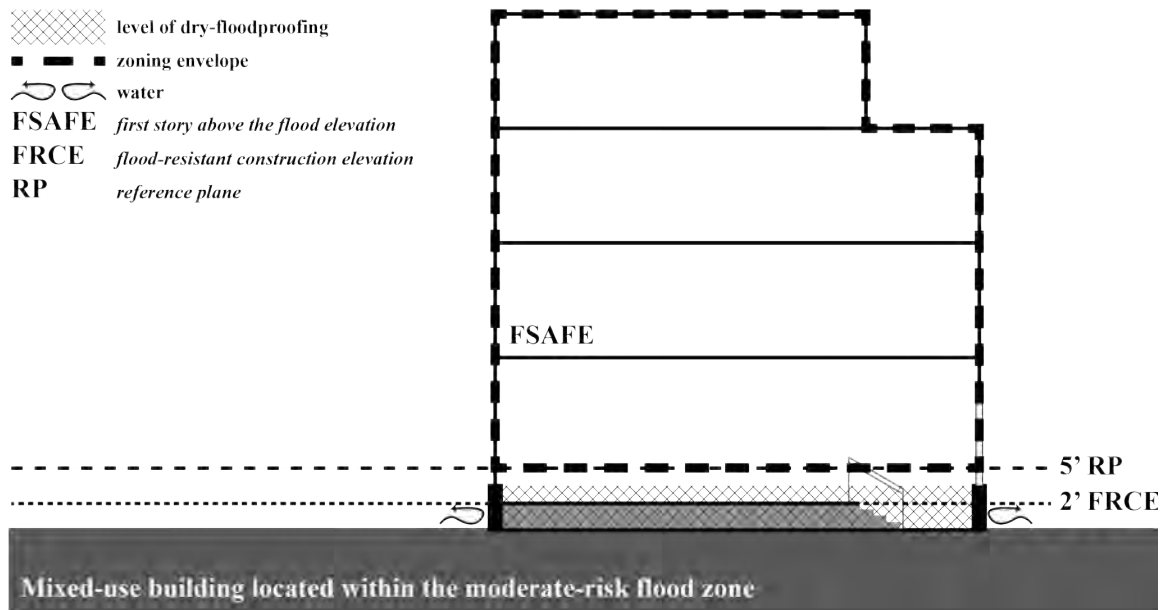 level of dry-floodproofing
zoning envelope
water
FSAFE first story above the flood elevation
FRCE flood-resistant construction elevation
RP reference plane
FSAFE
5' RP
2' FRCE
Mixed-use building located within the moderate-risk flood zone